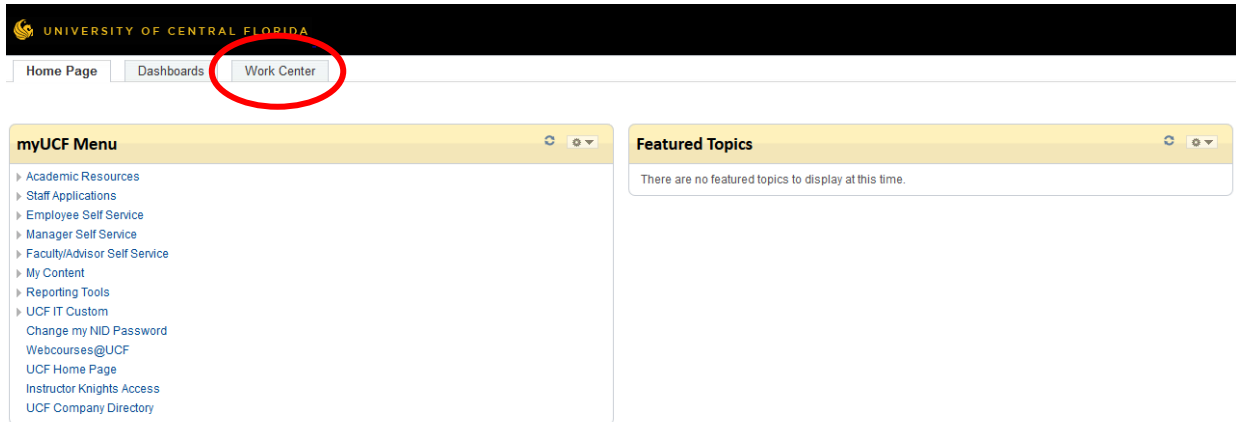 UNIVERSITY OF CENTRAL FLORIDA
Home Page Dashboards Work Center
myUCF Menu
Academic Resources
Staff Applications
Employee Self Service
Manager Self Service
Faculty/Advisor Self Service
My Content
Reporting Tools
UCF IT Custom
Change my NID Password
Webcourses@UCF
UCF Home Page
Instructor Knights Access
UCF Company Directory
Featured Topics
There are no featured topics to display at this time.